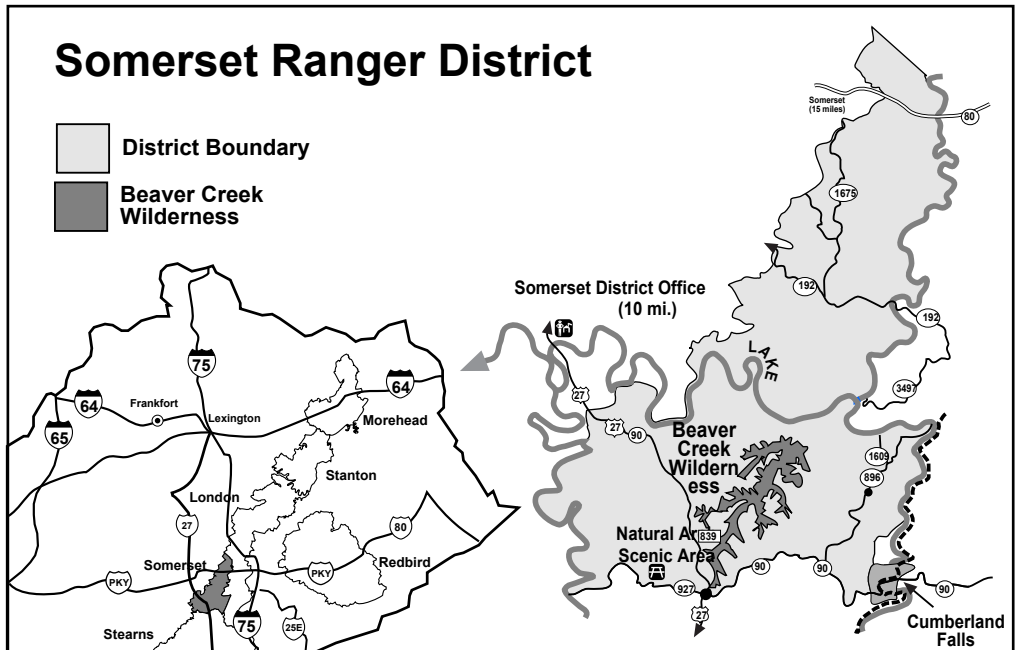 Somerset Ranger District
District Boundary
Beaver Creek
Wilderness
Somerset
(15 miles)
80
1675
192
192
3497
Somerset District Office
(10 mi.)
LAKE
27
27
90
Beaver
Creek
Wildern
ess
1609
896
Natural Ar
839
Scenic Area
927
27
90
90
90
Cumberland
Falls
75
64
64
65
Frankfort
Lexington
Morehead
Stanton
London
27
80
Somerset
PKY
PKY
Redbird
Stearns
75
25E